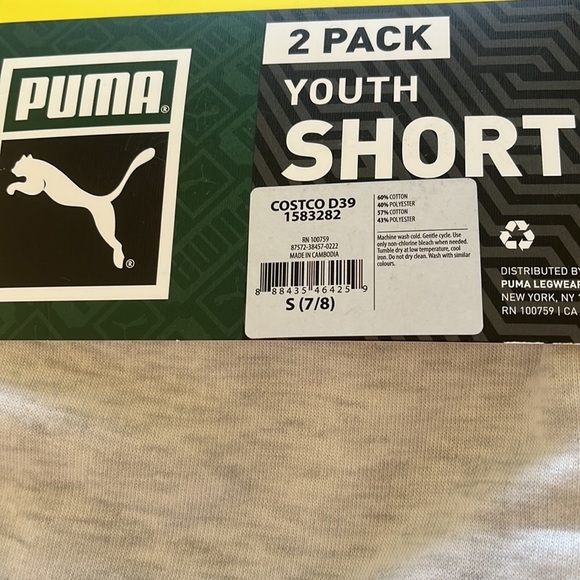 PUMA®
®
2 PACK
YOUTH
SHORT
COSTCO D39
1583282
RN 100759
87572-38457-0222
MADE IN CAMBODIA
8 88435 46425 9
S (7/8)
60% COTTON
40% POLYESTER
57% COTTON
43% POLYESTER
Machine wash cold. Gentle cycle. Use
only non-chlorine bleach when needed.
Tumble dry at low temperature, cool
iron. Do not dry clean. Wash with similar
colours.
DISTRIBUTED BY
PUMA LEGWEAR
NEW YORK, NY
RN 100759 | CA